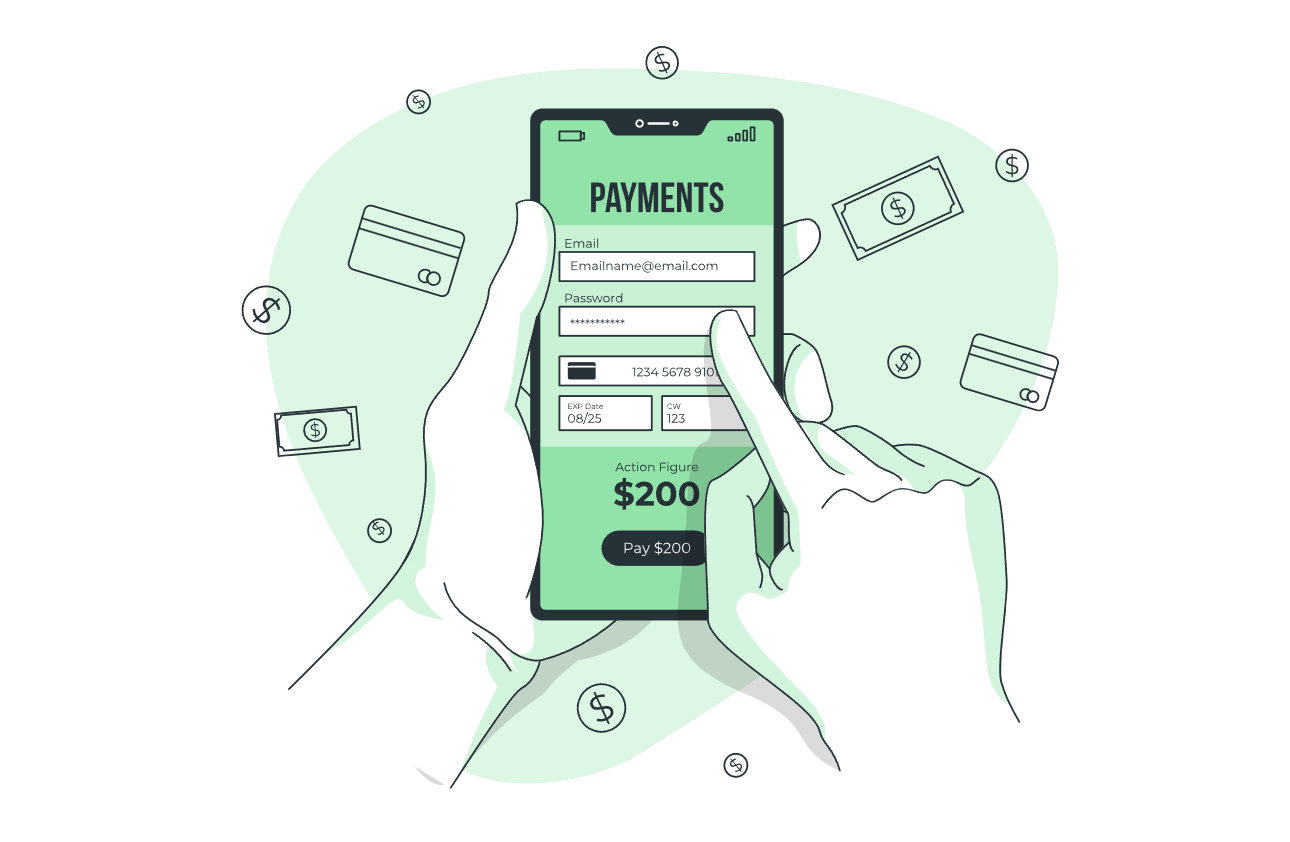 PAYMENTS
Email
Emailname@email.com
Password
***********
1234 5678 910
EXP Date
08/25
CW
123
Action Figure
$200
Pay $200
$
$
$
$
$
$
$
$
$
$